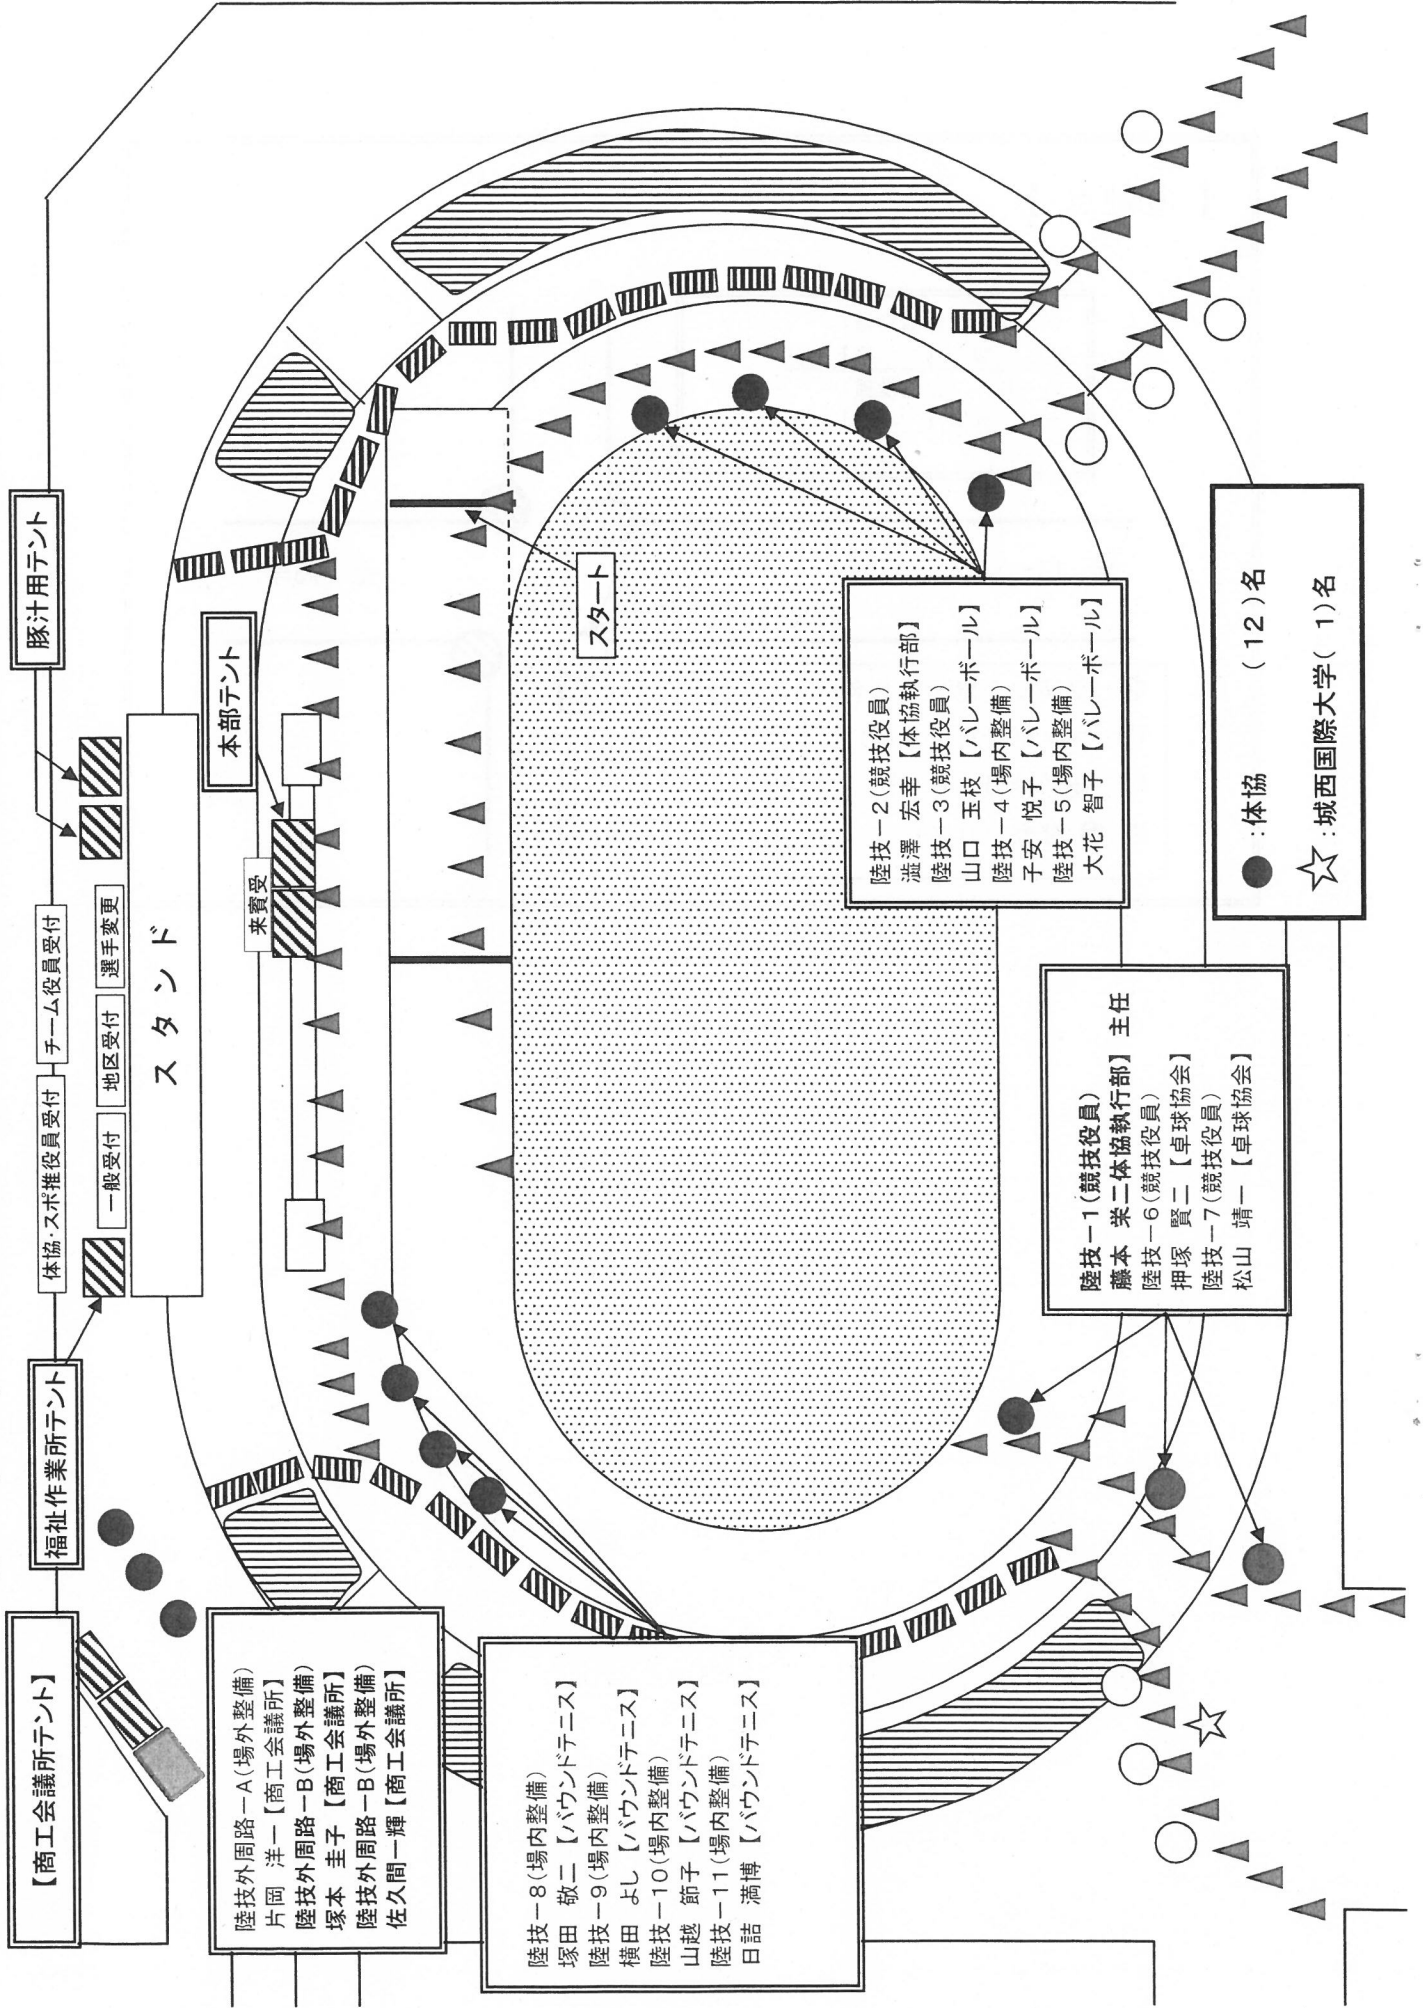 【商工会議所テント】
福祉作業所テント
体協、スポ推役員受付
チーム役員受付
豚汁用テント
一般受付
地区受付
選手変更
スタンド
来賓受
本部テント
スタート
陸技外周路－A(場外整備)
片岡 洋一【商工会議所】
陸技外周路－B(場外整備)
塚本 圭子【商工会議所】
陸技外周路－B(場外整備)
佐久間一輝【商工会議所】
陸技－8(場内整備)
塚田 敬二【バウンドテニス】
陸技－9(場内整備)
横田 よし【バウンドテニス】
陸技－10(場内整備)
山越 節子【バウンドテニス】
陸技－11(場内整備)
日詰 満博【バウンドテニス】
陸技－2(競技役員)
澁澤 宏幸【体協執行部】
陸技－3(競技役員)
山口 玉枝【バレーボール】
陸技－4(場内整備)
子安 悦子【バレーボール】
陸技－5(場内整備)
大花 智子【バレーボール】
陸技－1(競技役員)
藤本 栄二体協執行部】主任
陸技－6(競技役員)
押塚 賢二【卓球協会】
陸技－7(競技役員)
松山 靖一【卓球協会】
●:体協 (12)名
☆:城西国際大学( 1)名